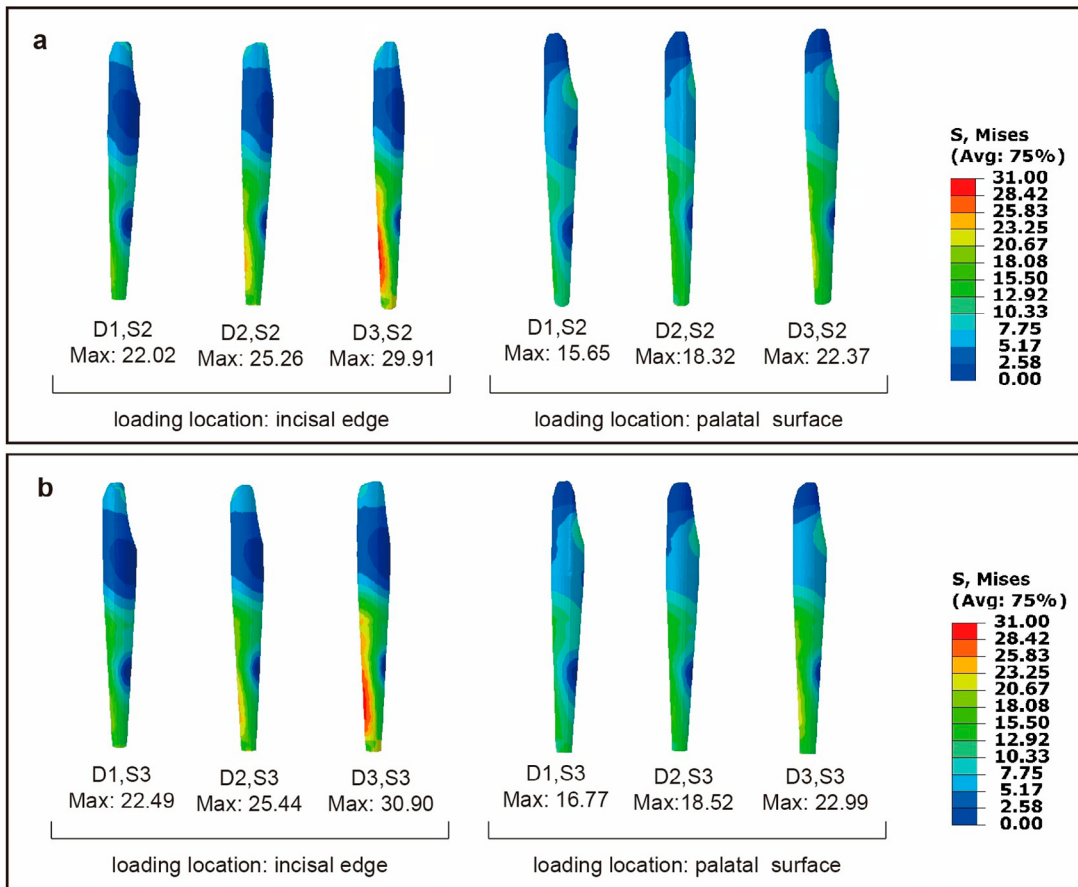 a
D1,S2
Max: 22.02
D2,S2
Max: 25.26
D3,S2
Max: 29.91
loading location: incisal edge
D1,S2
Max: 15.65
D2,S2
Max:18.32
D3,S2
Max: 22.37
loading location: palatal surface
S, Mises
(Avg: 75%)
31.00
28.42
25.83
23.25
20.67
18.08
15.50
12.92
10.33
7.75
5.17
2.58
0.00
b
D1,S3
Max: 22.49
D2,S3
Max: 25.44
D3,S3
Max: 30.90
loading location: incisal edge
D1,S3
Max: 16.77
D2,S3
Max:18.52
D3,S3
Max: 22.99
loading location: palatal surface
S, Mises
(Avg: 75%)
31.00
28.42
25.83
23.25
20.67
18.08
15.50
12.92
10.33
7.75
5.17
2.58
0.00